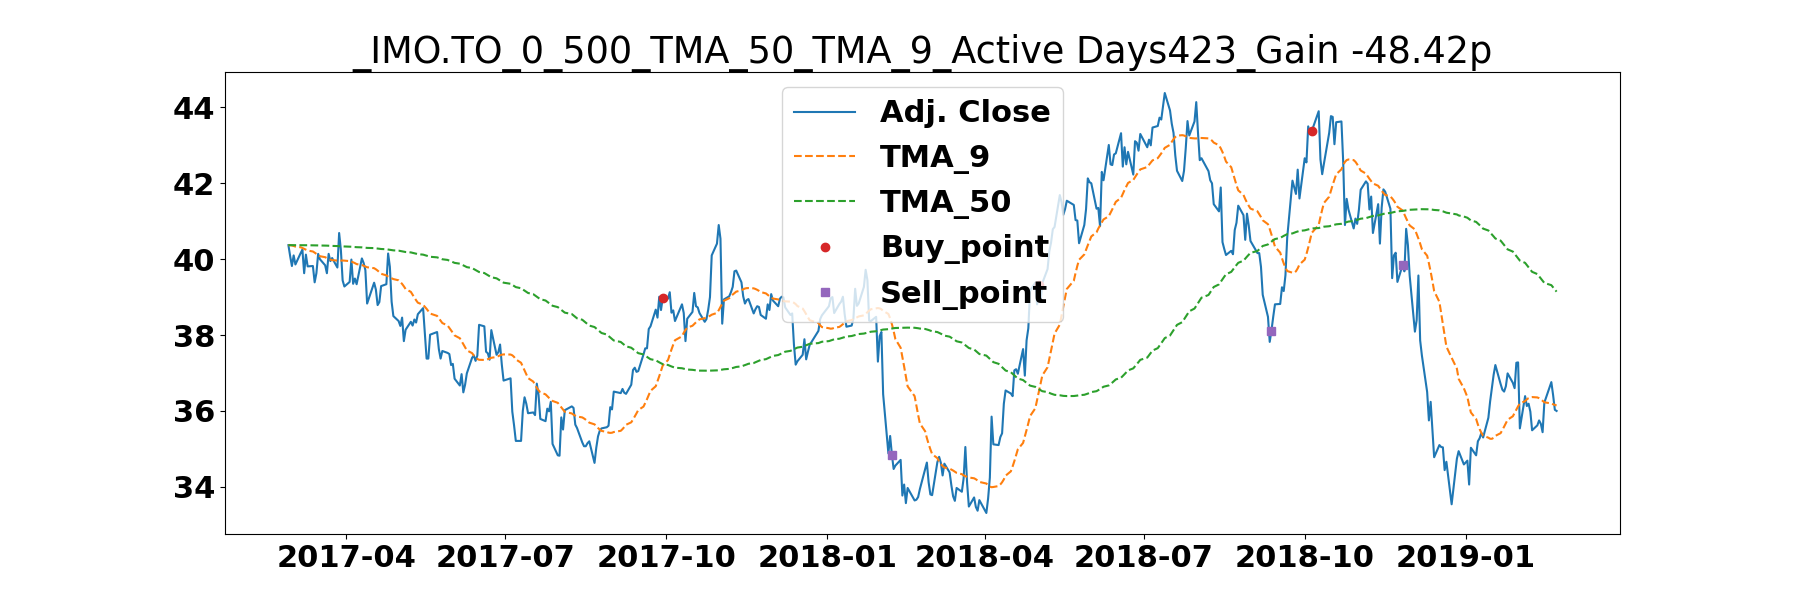 _IMO.TO_0_500_TMA_50_TMA_9_Active Days423_Gain -48.42p
44
42
40
38
36
34
Adj. Close
TMA_9
TMA_50
Buy_point
Sell_point
2017-04 2017-07 2017-10 2018-01 2018-04 2018-07 2018-10 2019-01